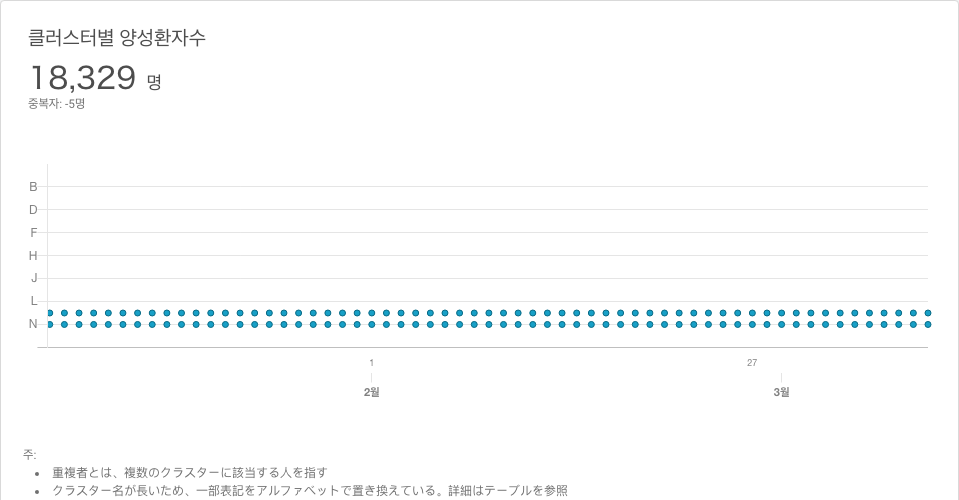 클러스터별 양성환자수
18,329 명
중복자: -5명
B
D
F
H
J
L
N
1
27
2월
3월
주:
• 重複者とは、複数のクラスターに該当する人を指す
• クラスター名が長いため、一部表記をアルファベットで置き換えている。詳細はテーブルを参照